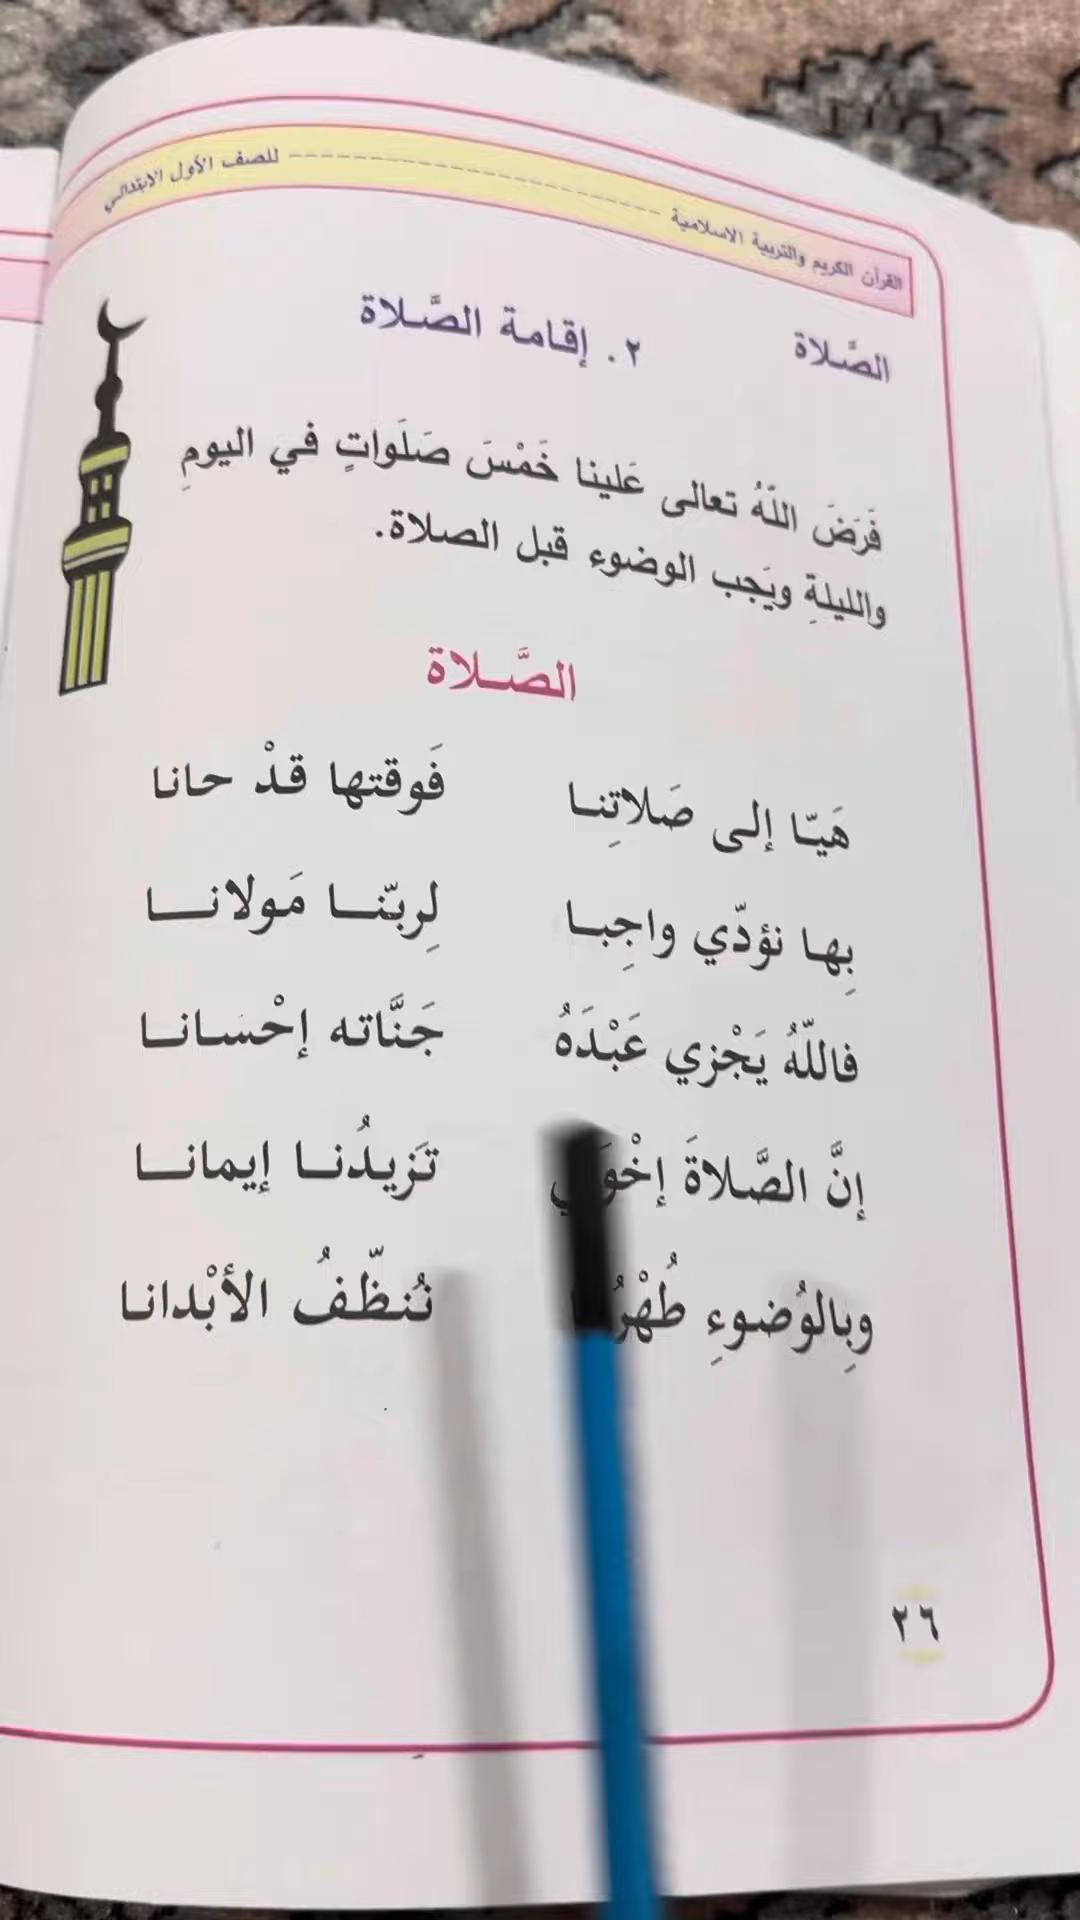 القرآن الكريم والتربية الاسلامية ---------------------- للصف الأول الابتدائي
الصَّلاة ٢. إقامة الصَّلاة
فَرَضَ اللّهُ تعالى عَلينا خَمْسَ صَلَواتٍ في اليومِ
والليلةِ ويَجب الوضوء قبل الصلاة.
الصَّلاة
هَيّا إلى صَلاتِنا فَوقتها قدْ حانا
بِها نؤدّي واجِبا لِربّنا مَولانا
فاللّهُ يَجْزي عَبْدَهُ جَنَّاته إحْسانا
إنَّ الصَّلاةَ تَزيدُنا إيمانا
وبِالوُضوءِ نُنظّفُ الأبْدانا
٢٦